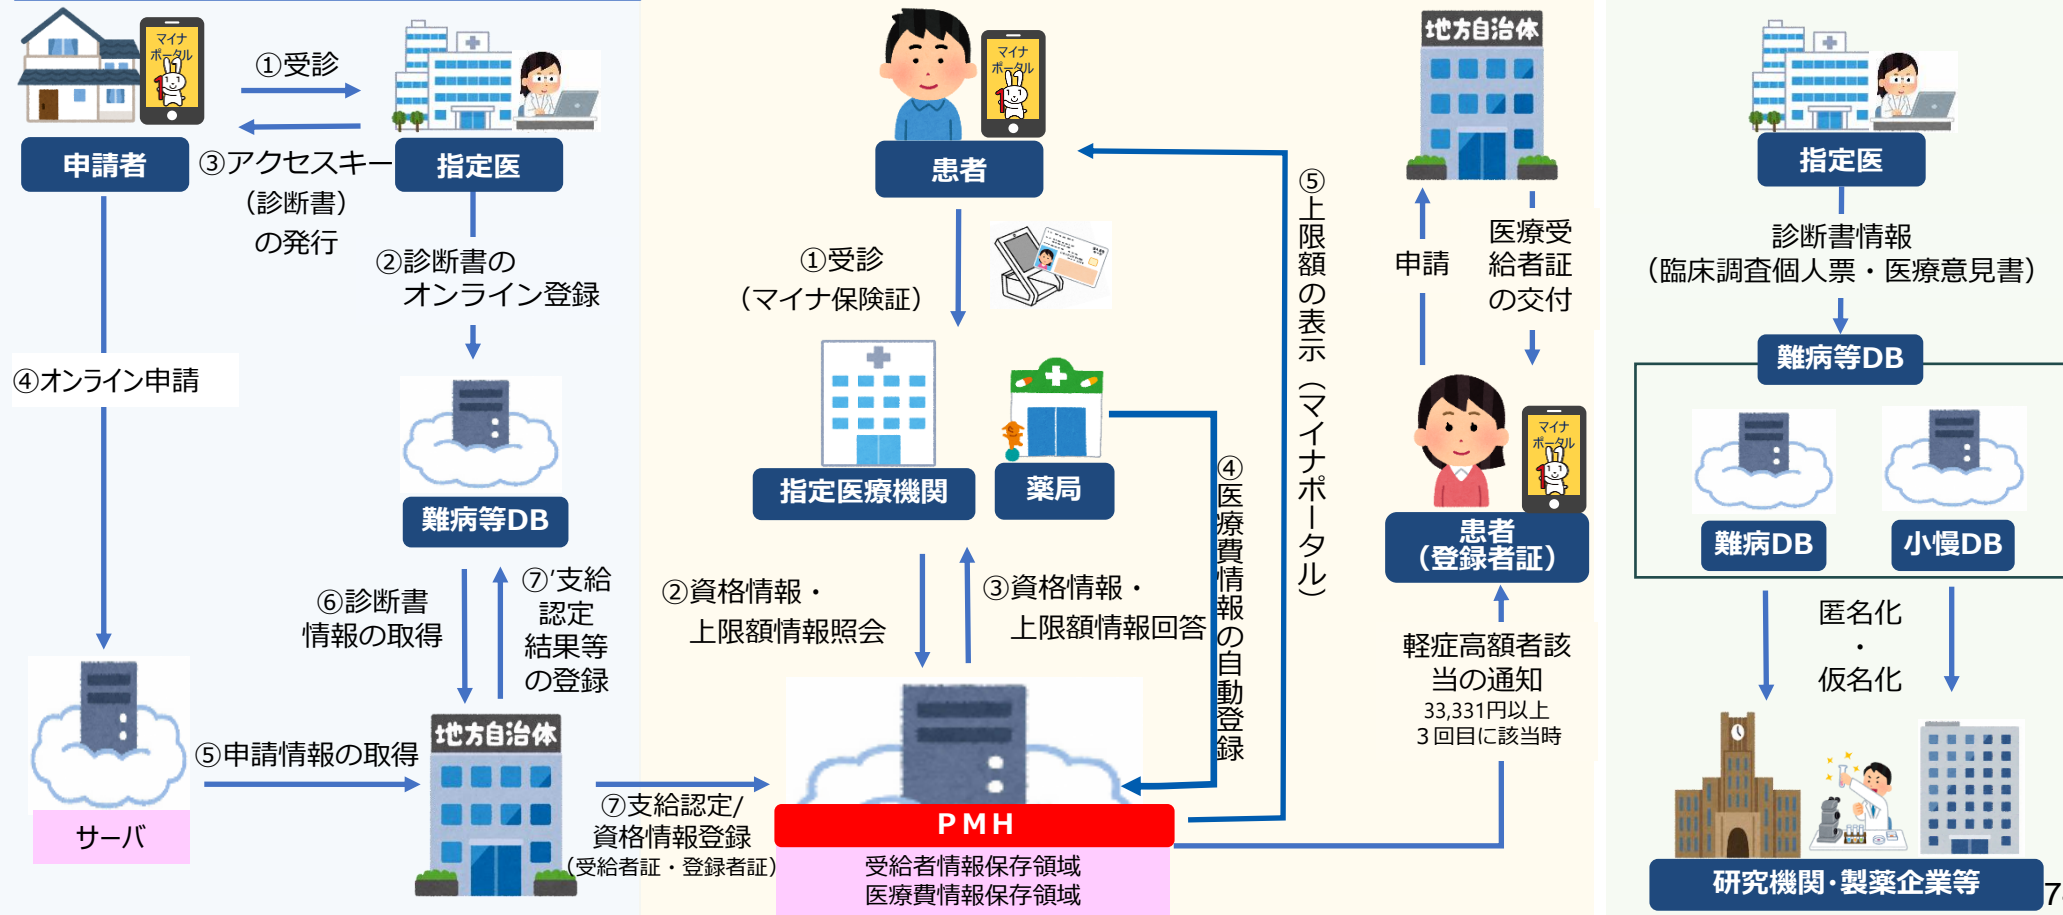 マイナ
ポータル
①受診
申請者
③アクセスキー
（診断書）
の発行
指定医
②診断書の
オンライン登録
④オンライン申請
難病等DB
⑥診断書
情報の取得
⑦’支給
認定
結果等
の登録
サーバ
⑤申請情報の取得
地方自治体
⑦支給認定/
資格情報登録
（受給者証・登録者証）
マイナ
ポータル
患者
①受診
（マイナ保険証）
指定医療機関
薬局
②資格情報・
上限額情報照会
③資格情報・
上限額情報回答
④医療費情報の自動登録
⑤上限額の表示（マイナポータル）
PMH
受給者情報保存領域
医療費情報保存領域
地方自治体
申請
医療受
給者証
の交付
マイナ
ポータル
患者
（登録者証）
軽症高額者該
当の通知
33,331円以上
３回目に該当時
指定医
診断書情報
（臨床調査個人票・医療意見書）
難病等DB
難病DB
小慢DB
匿名化
・
仮名化
研究機関・製薬企業等